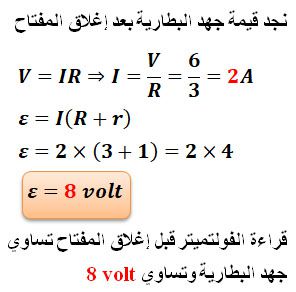 نجد قيمة جهد البطارية بعد إغلاق المفتاح
V = IR ⇒ I = V/R = 6/3 = 2A
ε = I(R + r)
ε = 2 × (3 + 1) = 2 × 4
ε = 8 volt
قراءة الفولتميتر قبل إغلاق المفتاح تساوي
جهد البطارية وتساوي 8 volt